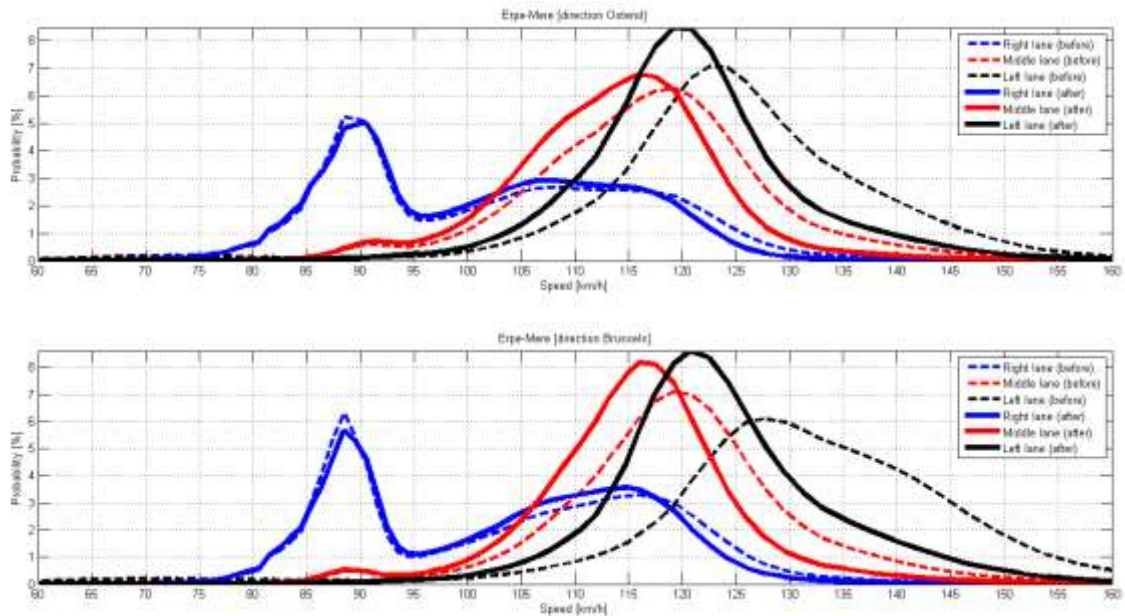 Erpe-Mere [direction Ostend]
Probability [%]
8
7
6
5
4
3
2
1
0
60 65 70 75 80 85 90 95 100 105 110 115 120 125 130 135 140 145 150 155 160
Speed [km/h]
Right lane (before)
Middle lane (before)
Left lane (before)
Right lane (after)
Middle lane (after)
Left lane (after)
Erpe-Mere [direction Brussels]
Probability [%]
8
7
6
5
4
3
2
1
0
60 65 70 75 80 85 90 95 100 105 110 115 120 125 130 135 140 145 150 155 160
Speed [km/h]
Right lane (before)
Middle lane (before)
Left lane (before)
Right lane (after)
Middle lane (after)
Left lane (after)